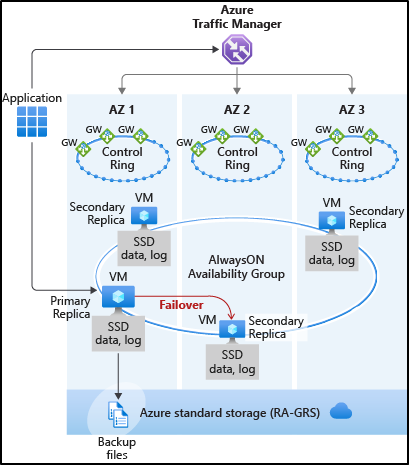 Azure
Traffic Manager
Application
AZ 1
AZ 2
AZ 3
GW
GW
GW
Control
Ring
GW
GW
GW
Control
Ring
GW
GW
GW
Control
Ring
VM
Secondary
Replica
SSD
data, log
VM
Secondary
Replica
SSD
data, log
AlwaysON
Availability Group
VM
Primary
Replica
SSD
data, log
Failover
VM
Secondary
Replica
SSD
data, log
Azure standard storage (RA-GRS)
Backup
files